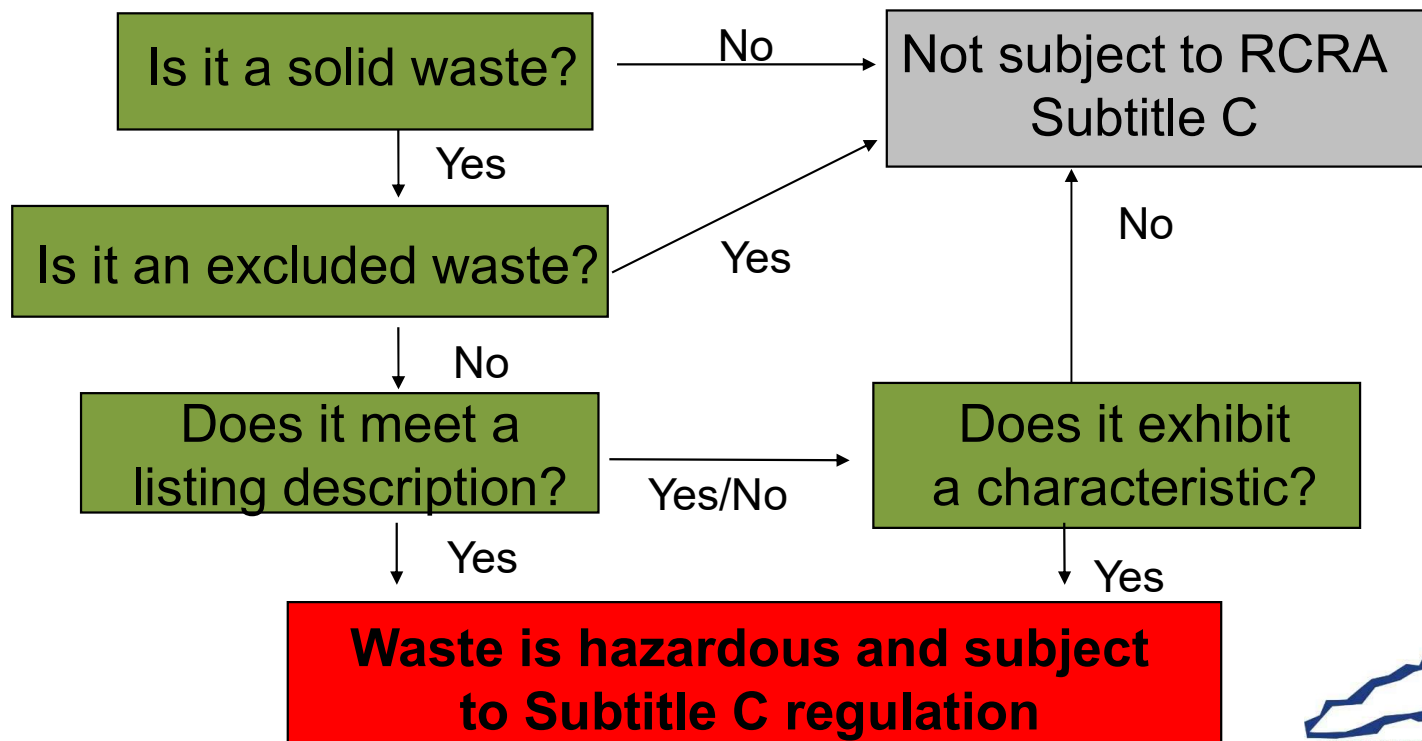 Is it a solid waste?
No
Not subject to RCRA
Subtitle C
Yes
Is it an excluded waste?
Yes
No
No
Does it meet a
listing description?
Yes/No
Does it exhibit
a characteristic?
Yes
Yes
Waste is hazardous and subject
to Subtitle C regulation